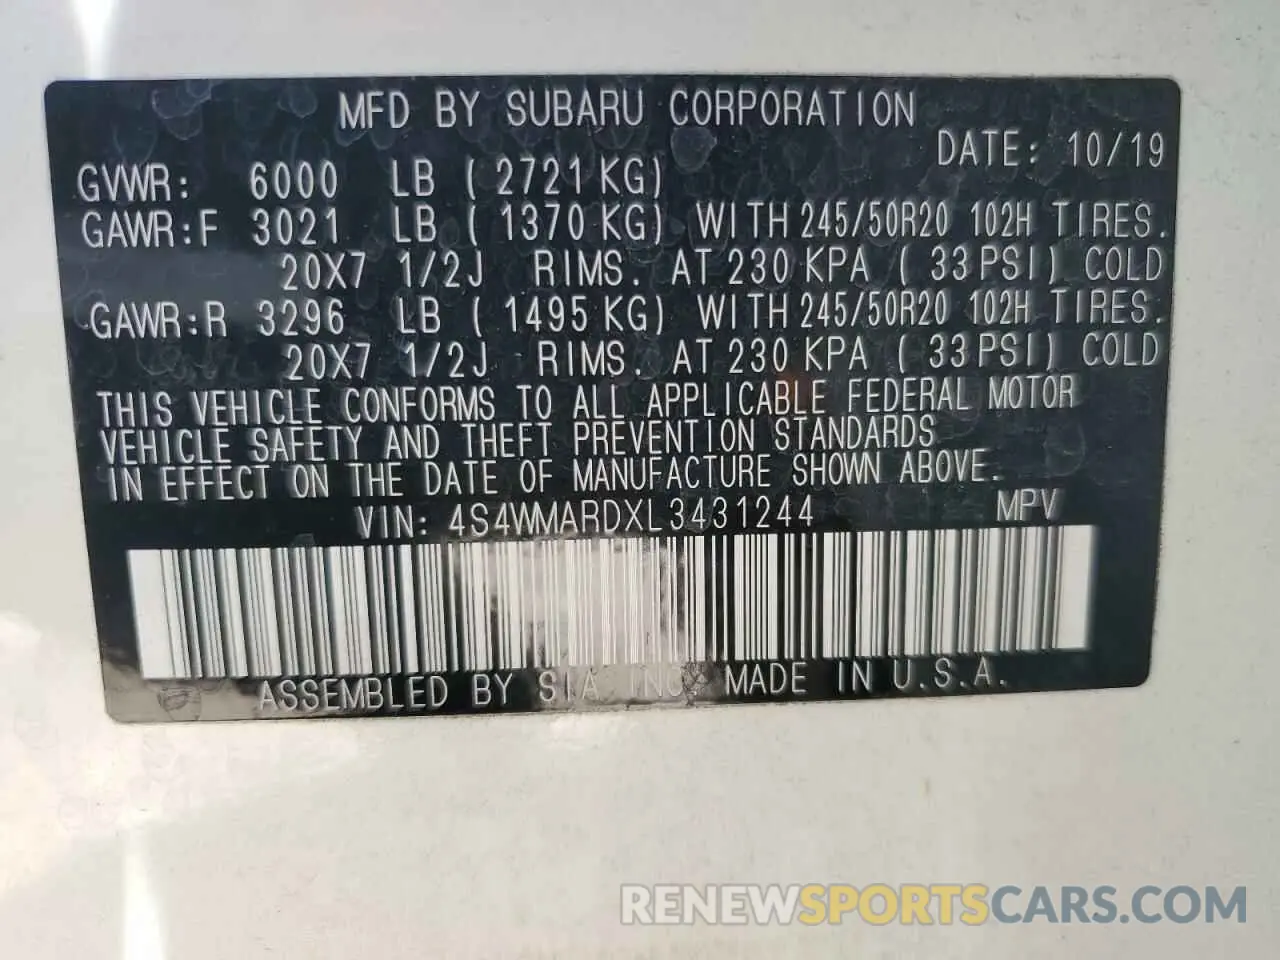 MFD BY SUBARU CORPORATION
DATE: 10/19
GVWR: 6000 LB ( 2721 KG)
GAWR:F 3021 LB ( 1370 KG) WITH 245/50R20 102H TIRES.
20X7 1/2J RIMS. AT 230 KPA ( 33 PSI) COLD
GAWR:R 3296 LB ( 1495 KG) WITH 245/50R20 102H TIRES.
20X7 1/2J RIMS. AT 230 KPA ( 33 PSI) COLD
THIS VEHICLE CONFORMS TO ALL APPLICABLE FEDERAL MOTOR
VEHICLE SAFETY AND THEFT PREVENTION STANDARDS
IN EFFECT ON THE DATE OF MANUFACTURE SHOWN ABOVE.
VIN: 4S4WMARDXL3431244 MPV
ASSEMBLED BY SIA INC. MADE IN U.S.A.
RENEWSPORTSCARS.COM